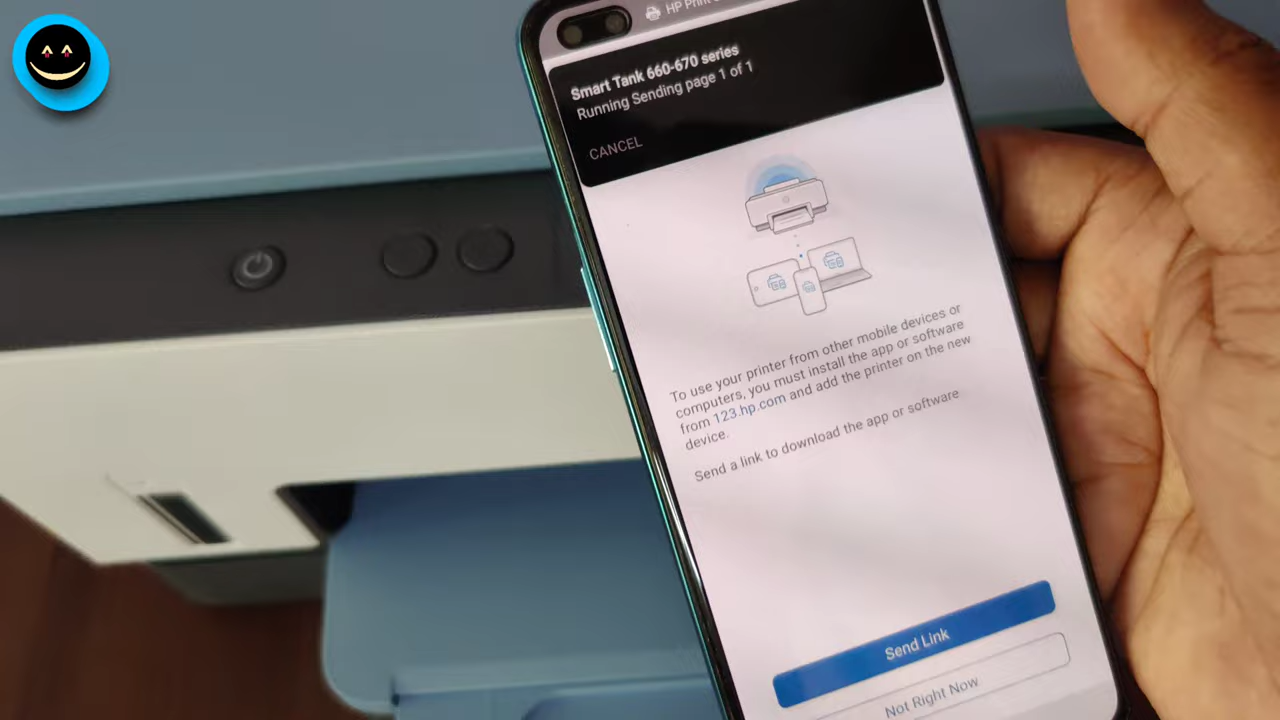 HP Print
Smart Tank 660-670 series
Running Sending page 1 of 1
CANCEL
To use your printer from other mobile devices or
computers, you must install the app or software
from 123.hp.com and add the printer on the new
device.
Send a link to download the app or software
Send Link
Not Right Now